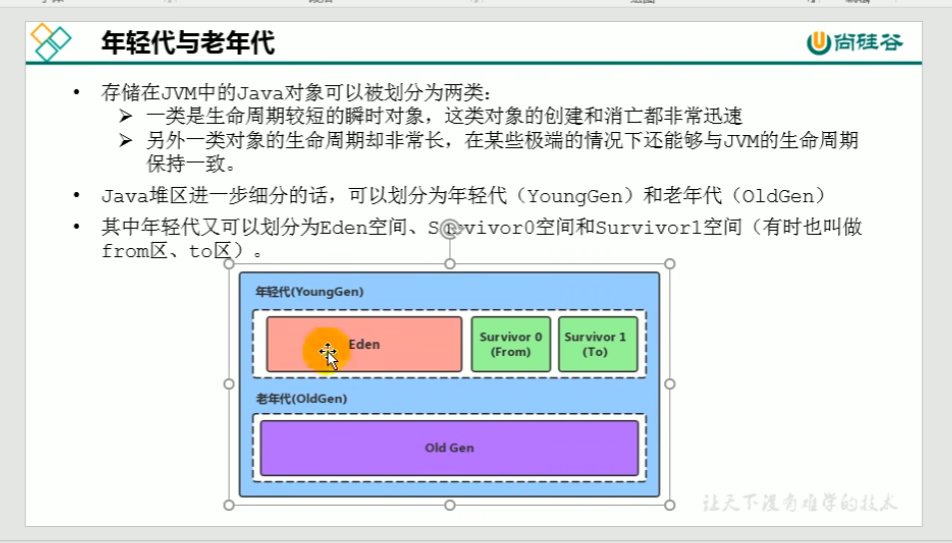 年轻代与老年代
尚硅谷
• 存储在JVM中的Java对象可以被划分为两类:
➢ 一类是生命周期较短的瞬时对象，这类对象的创建和消亡都非常迅速
➢ 另外一类对象的生命周期却非常长，在某些极端的情况下还能够与JVM的生命周期
保持一致。
• Java堆区进一步细分的话，可以划分为年轻代（YoungGen）和老年代（OldGen）
• 其中年轻代又可以划分为Eden空间、Survivor0空间和Survivor1空间（有时也叫做
from区、to区）。
年轻代(YoungGen)
Eden
Survivor 0
(From)
Survivor 1
(To)
老年代(OldGen)
Old Gen
让天下没有难学的技术